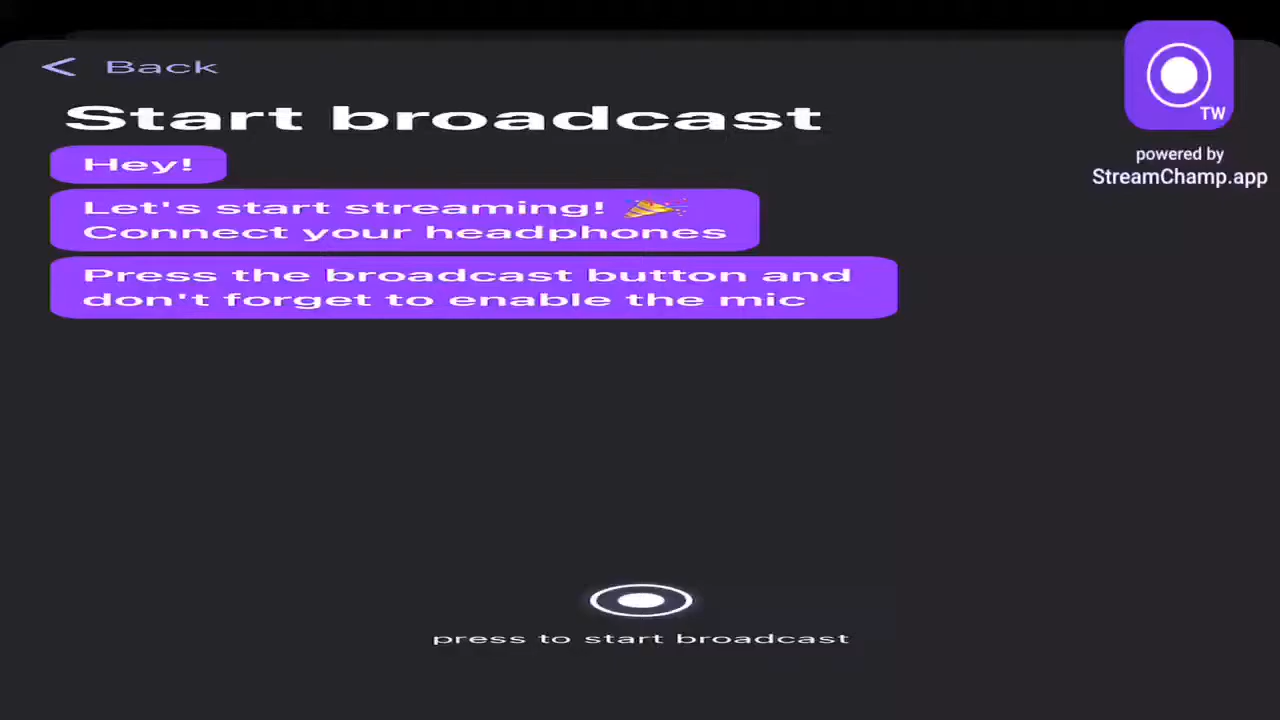 Back
Start broadcast
Hey!
Let's start streaming! 🎉
Connect your headphones
Press the broadcast button and
don't forget to enable the mic
press to start broadcast
TW
powered by
StreamChamp.app